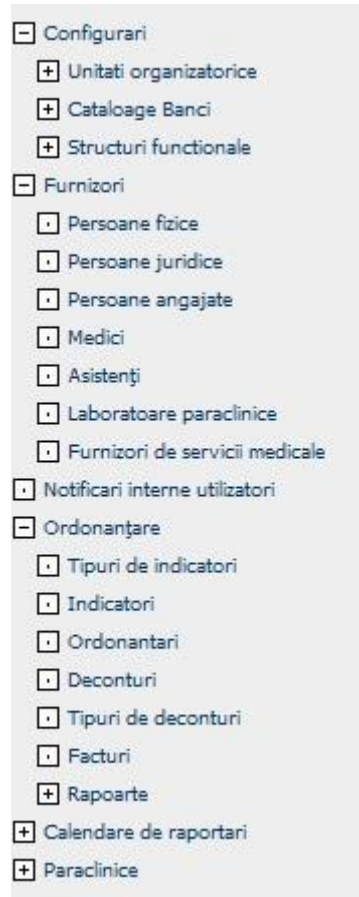 Configurari
Unitati organizatorice
Cataloage Banci
Structuri functionale
Furnizori
Persoane fizice
Persoane juridice
Persoane angajate
Medici
Asistenţi
Laboratoare paraclinice
Furnizori de servicii medicale
Notificari interne utilizatori
Ordonanţare
Tipuri de indicatori
Indicatori
Ordonantari
Deconturi
Tipuri de deconturi
Facturi
Rapoarte
Calendare de raportari
Paraclinice